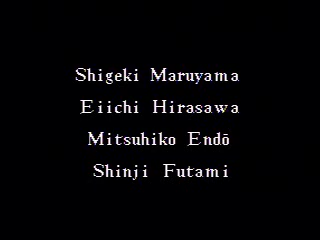 Shigeki Maruyama
Eiichi Hirasawa
Mitsuhiko Endō
Shinji Futami